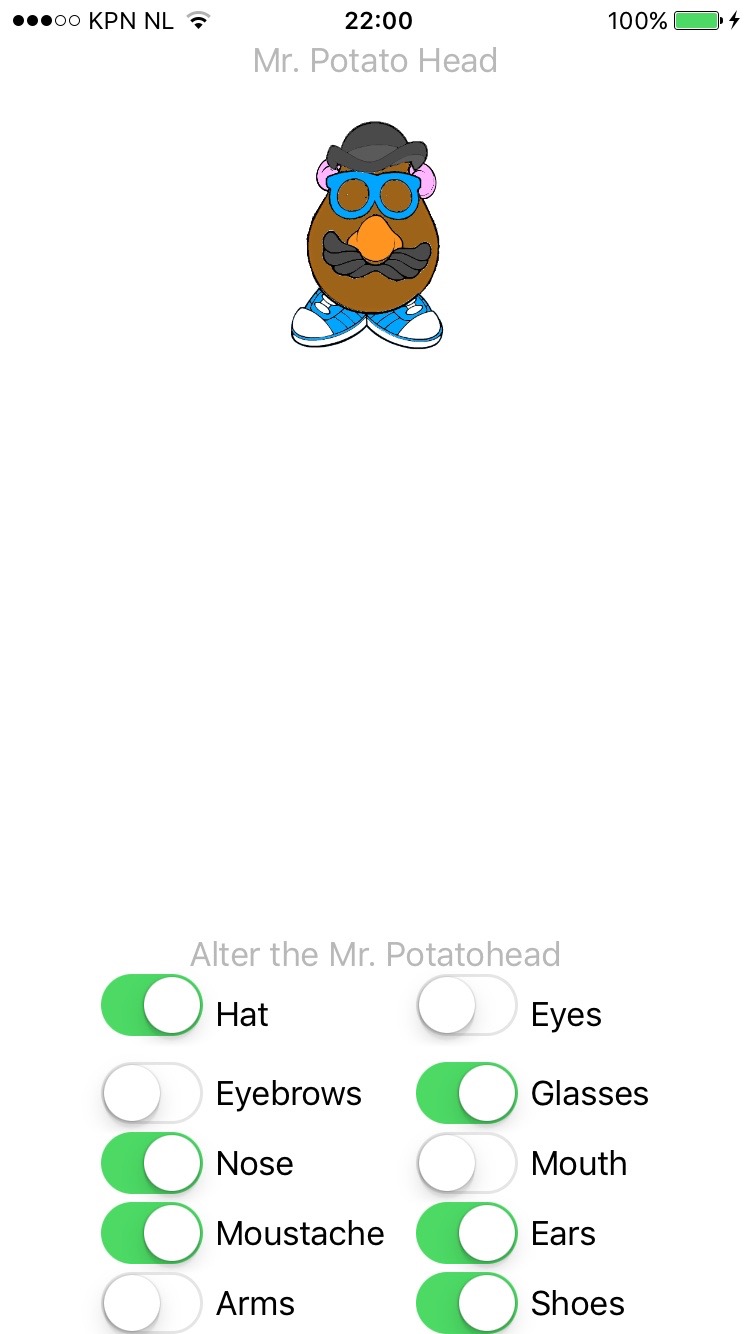 KPN NL 22:00 100%
Mr. Potato Head
Alter the Mr. Potatohead
Hat Eyes
Eyebrows Glasses
Nose Mouth
Moustache Ears
Arms Shoes